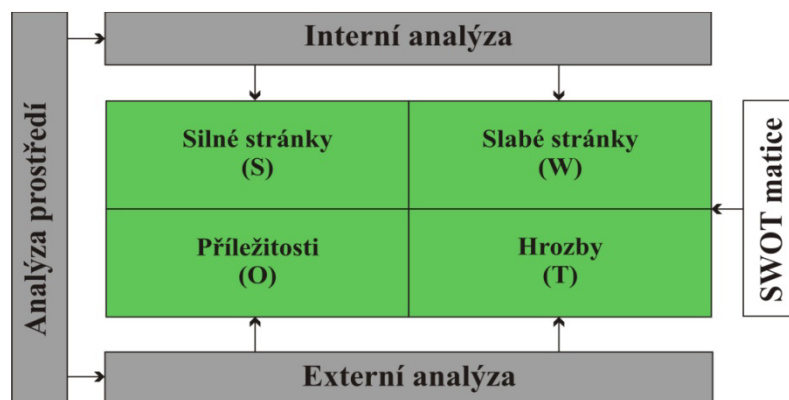 Interní analýza
Analýza prostředí
Silné stránky
(S)
Slabé stránky
(W)
Příležitosti
(O)
Hrozby
(T)
SWOT matice
Externí analýza